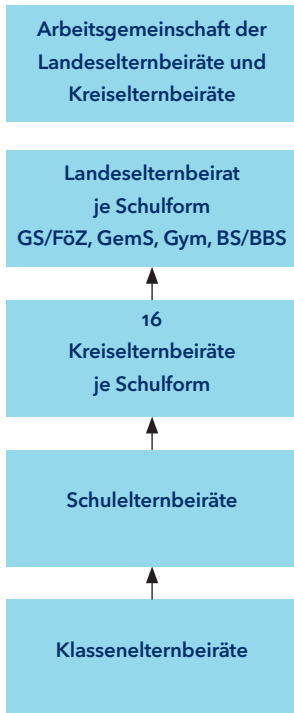 Arbeitsgemeinschaft der
Landeselternbeiräte und
Kreiselternbeiräte
Landeselternbeirat
je Schulform
GS/FöZ, GemS, Gym, BS/BBS
16
Kreiselternbeiräte
je Schulform
Schulelternbeiräte
Klassenelternbeiräte